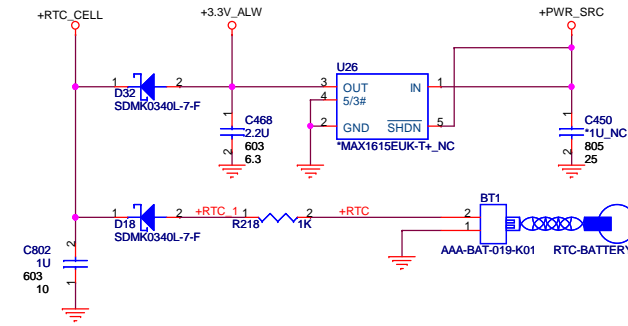 +RTC_CELL
+3.3V_ALW
+PWR_SRC
U26
1 2
3 OUT IN 1
4 5/3#
2 GND SHDN 5
D32
SDMK0340L-7-F
*MAX1615EUK-T+_NC
1
C468
2.2U
2
603
6.3
1
C450
*1U_NC
2
805
25
1 2 +RTC_1 1 2 +RTC
D18
SDMK0340L-7-F
R218 1K
BT1
2
1
AAA-BAT-019-K01
RTC-BATTERY
C802
2
1U
603
1
10